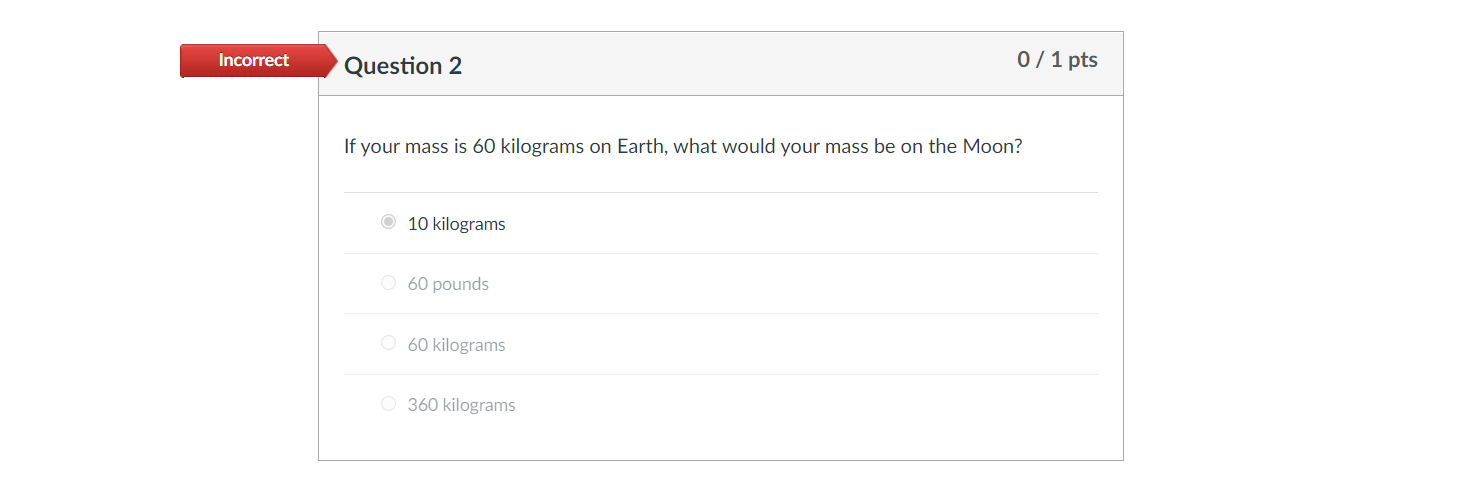 Incorrect
Question 2
0 / 1 pts
If your mass is 60 kilograms on Earth, what would your mass be on the Moon?
10 kilograms
60 pounds
60 kilograms
360 kilograms